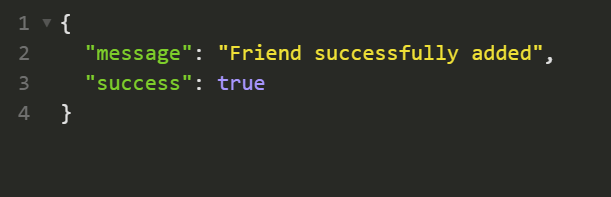 1 {
2 "message": "Friend successfully added",
3 "success": true
4 }